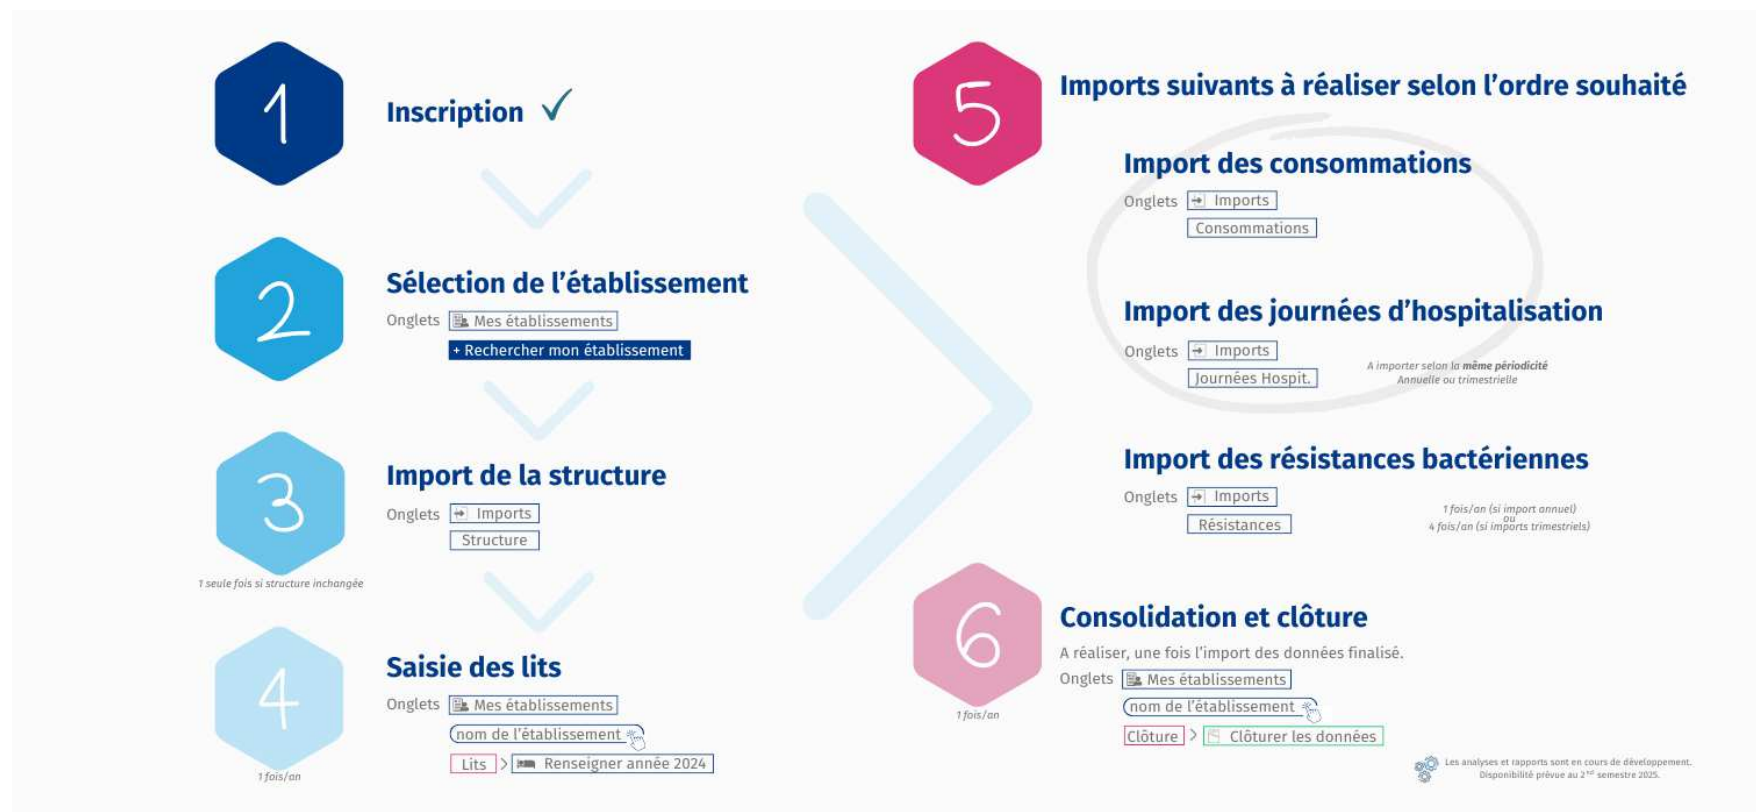 1
Inscription
2
Sélection de l'établissement
Onglets Mes établissements
+ Rechercher mon établissement
3
Import de la structure
Onglets Imports
Structure
1 seule fois si structure inchangée
4
Saisie des lits
Onglets Mes établissements
nom de l'établissement
Lits > Renseigner année 2024
1 fois/an
5
Imports suivants à réaliser selon l'ordre souhaité
Import des consommations
Onglets Imports
Consommations
Import des journées d'hospitalisation
Onglets Imports
Journées Hospit.
A importer selon la même périodicité
Annuelle ou trimestrielle
Import des résistances bactériennes
Onglets Imports
Résistances
1 fois/an (si import annuel)
ou
4 fois/an (si imports trimestriels)
6
Consolidation et clôture
A réaliser, une fois l'import des données finalisé.
Onglets Mes établissements
nom de l'établissement
Clôture > Clôturer les données
1 fois/an
Les analyses et rapports sont en cours de développement.
Disponibilité prévue au 2nd semestre 2025.